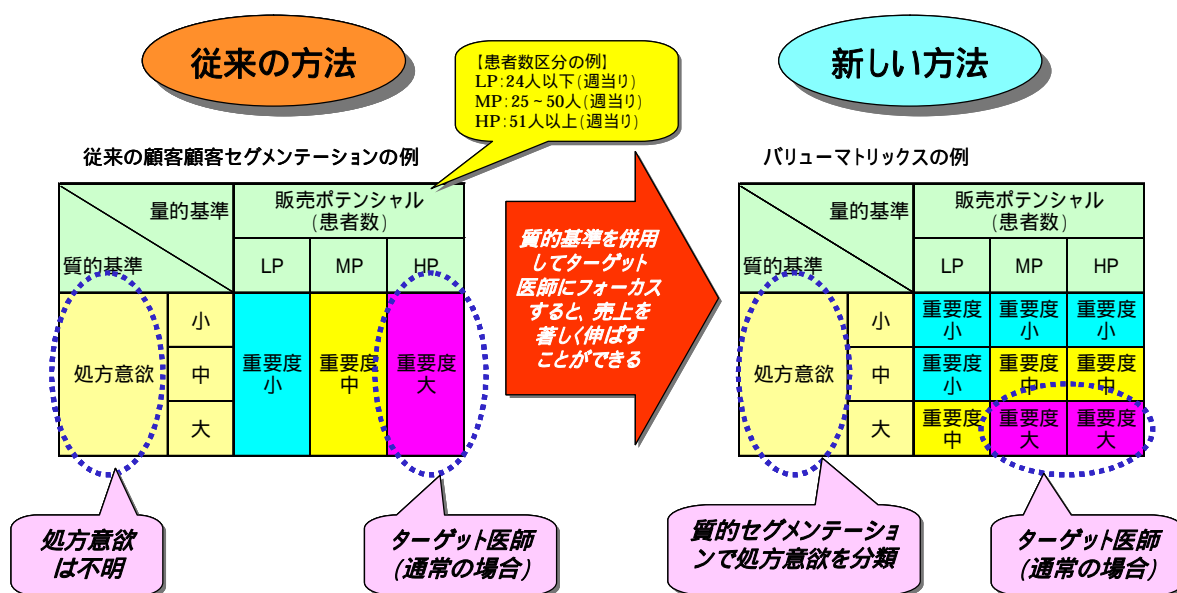 従来の方法
新しい方法
【患者数区分の例】
LP:24人以下(週当り)
MP:25~50人(週当り)
HP:51人以上(週当り)
従来の顧客顧客セグメンテーションの例
量的基準
質的基準
販売ポテンシャル
(患者数)
LP
MP
HP
処方意欲
小
中
大
重要度
小
重要度
中
重要度
大
処方意欲
は不明
ターゲット医師
(通常の場合)
質的基準を併用
してターゲット
医師にフォーカス
すると、売上を
著しく伸ばす
ことができる
バリューマトリックスの例
量的基準
質的基準
販売ポテンシャル
(患者数)
LP
MP
HP
処方意欲
小
重要度
小
重要度
小
重要度
小
中
重要度
小
重要度
中
重要度
中
大
重要度
中
重要度
大
重要度
大
質的セグメンテーショ
ンで処方意欲を分類
ターゲット医師
(通常の場合)